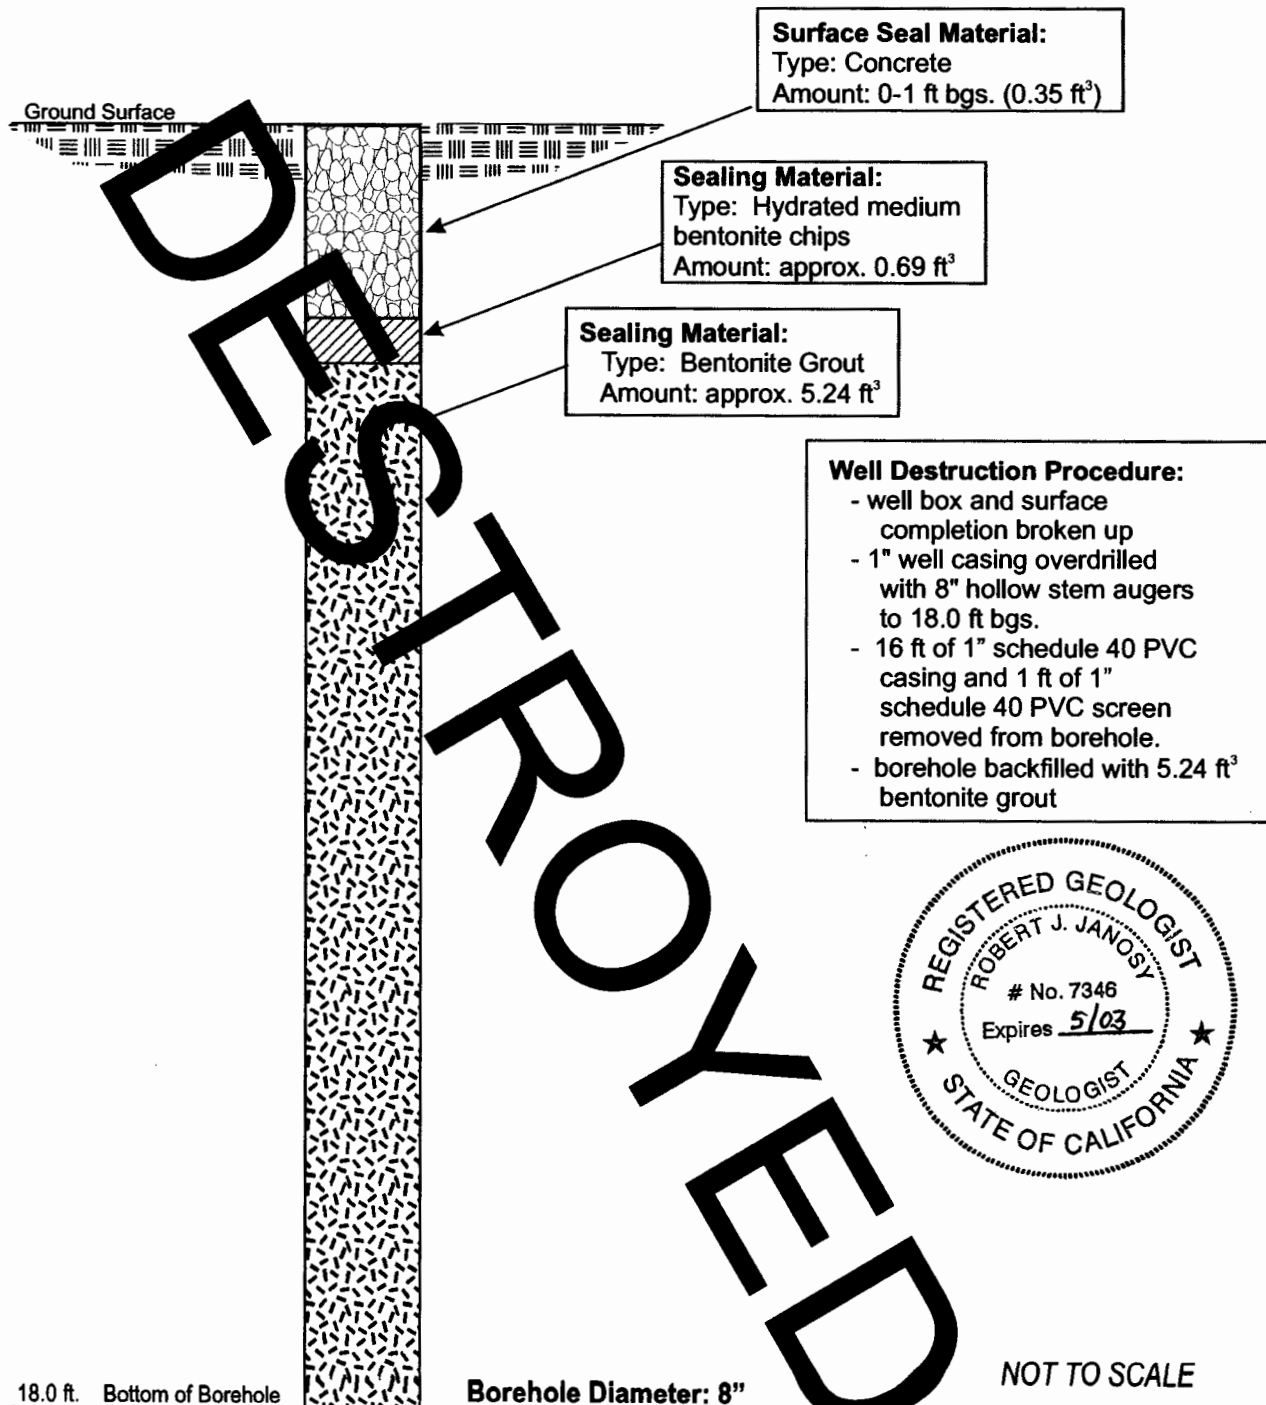 Surface Seal Material:
Type: Concrete
Amount: 0-1 ft bgs. (0.35 ft³)
Ground Surface
Sealing Material:
Type: Hydrated medium
bentonite chips
Amount: approx. 0.69 ft³
Sealing Material:
Type: Bentonite Grout
Amount: approx. 5.24 ft³
DESTROYED
Well Destruction Procedure:
- well box and surface
completion broken up
- 1" well casing overdrilled
with 8" hollow stem augers
to 18.0 ft bgs.
- 16 ft of 1" schedule 40 PVC
casing and 1 ft of 1"
schedule 40 PVC screen
removed from borehole.
- borehole backfilled with 5.24 ft³
bentonite grout
REGISTERED GEOLOGIST
ROBERT J. JANOSY
# No. 7346
Expires 5/03
GEOLOGIST
STATE OF CALIFORNIA
NOT TO SCALE
18.0 ft. Bottom of Borehole
Borehole Diameter: 8"